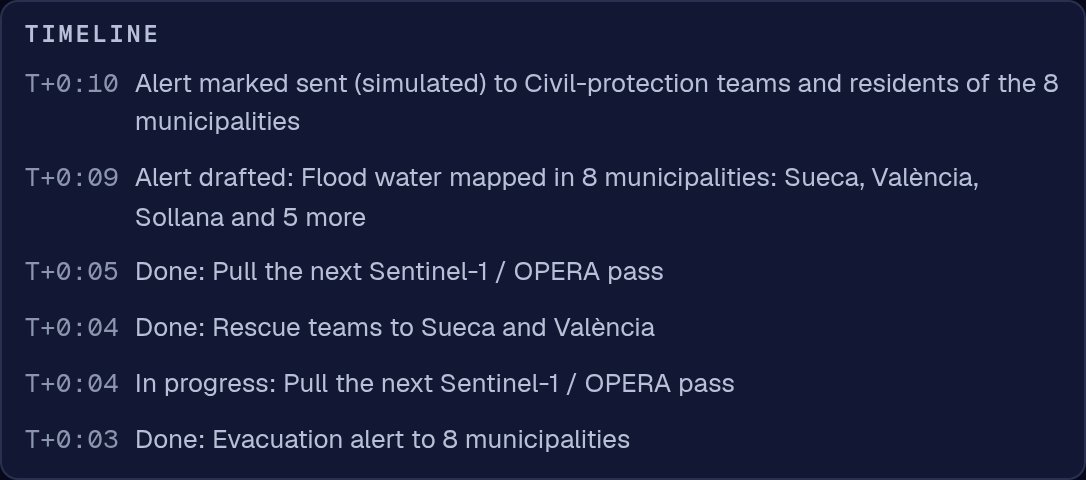 TIMELINE
T+0:10 Alert marked sent (simulated) to Civil-protection teams and residents of the 8
municipalities
T+0:09 Alert drafted: Flood water mapped in 8 municipalities: Sueca, València,
Sollana and 5 more
T+0:05 Done: Pull the next Sentinel-1 / OPERA pass
T+0:04 Done: Rescue teams to Sueca and València
T+0:04 In progress: Pull the next Sentinel-1 / OPERA pass
T+0:03 Done: Evacuation alert to 8 municipalities